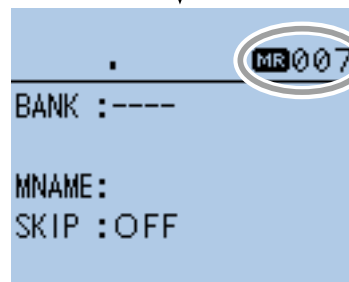 . MR007
BANK :----
MNAME:
SKIP :OFF